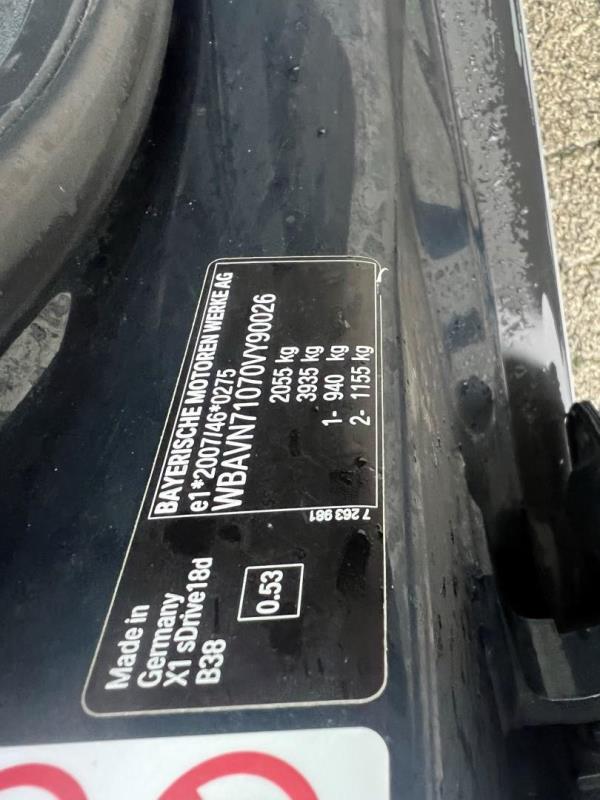 BAYERISCHE MOTOREN WERKE AG
e1*2007/46*0275
WBAVN71070VY90026
2055 kg
3935 kg
1- 940 kg
2- 1155 kg
7 263 981
Made in
Germany
X1 sDrive18d
B38
0.53